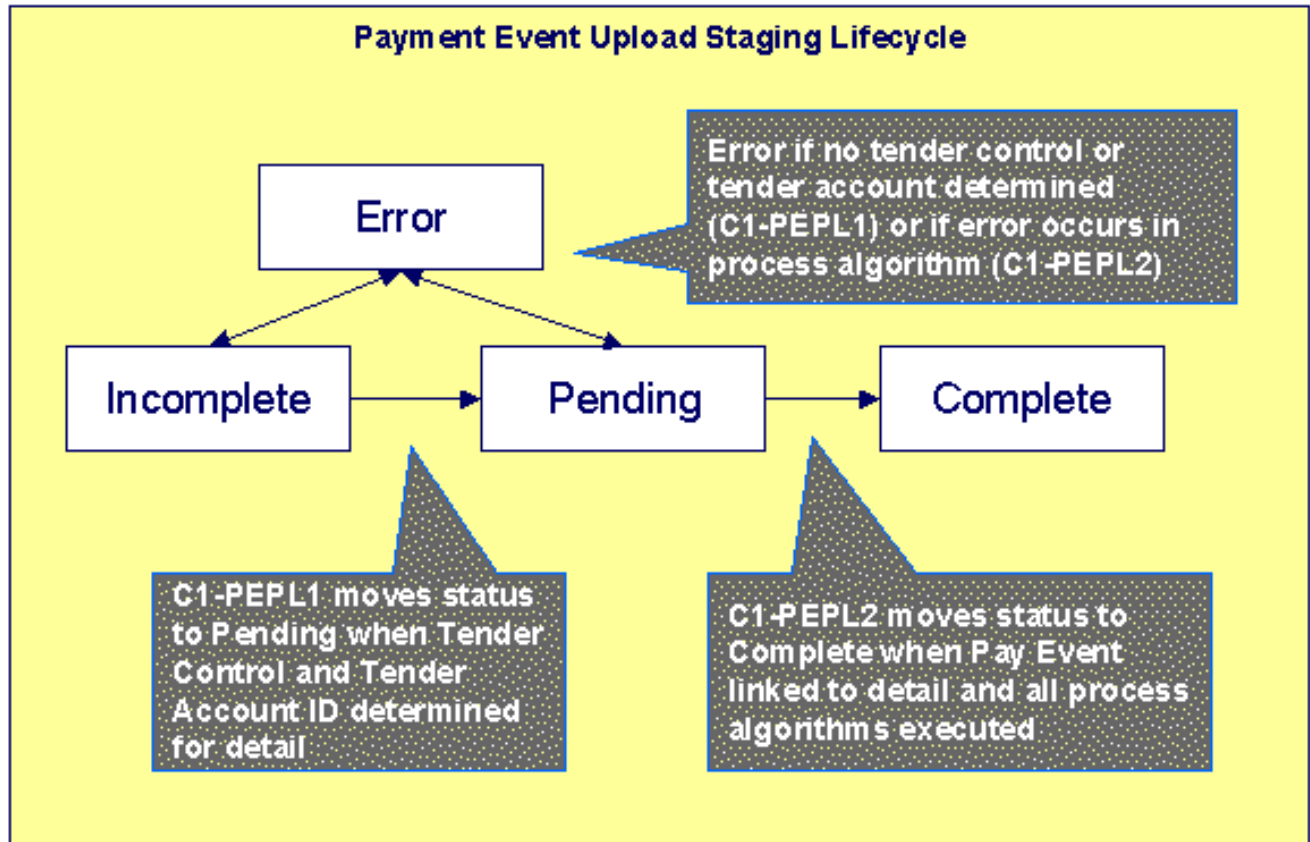 Payment Event Upload Staging Lifecycle
Error if no tender control or
tender account determined
(C1-PEPL1) or if error occurs in
process algorithm (C1-PEPL2)
Error
Incomplete
Pending
Complete
C1-PEPL1 moves status
to Pending when Tender
Control and Tender
Account ID determined
for detail
C1-PEPL2 moves status to
Complete when Pay Event
linked to detail and all process
algorithms executed